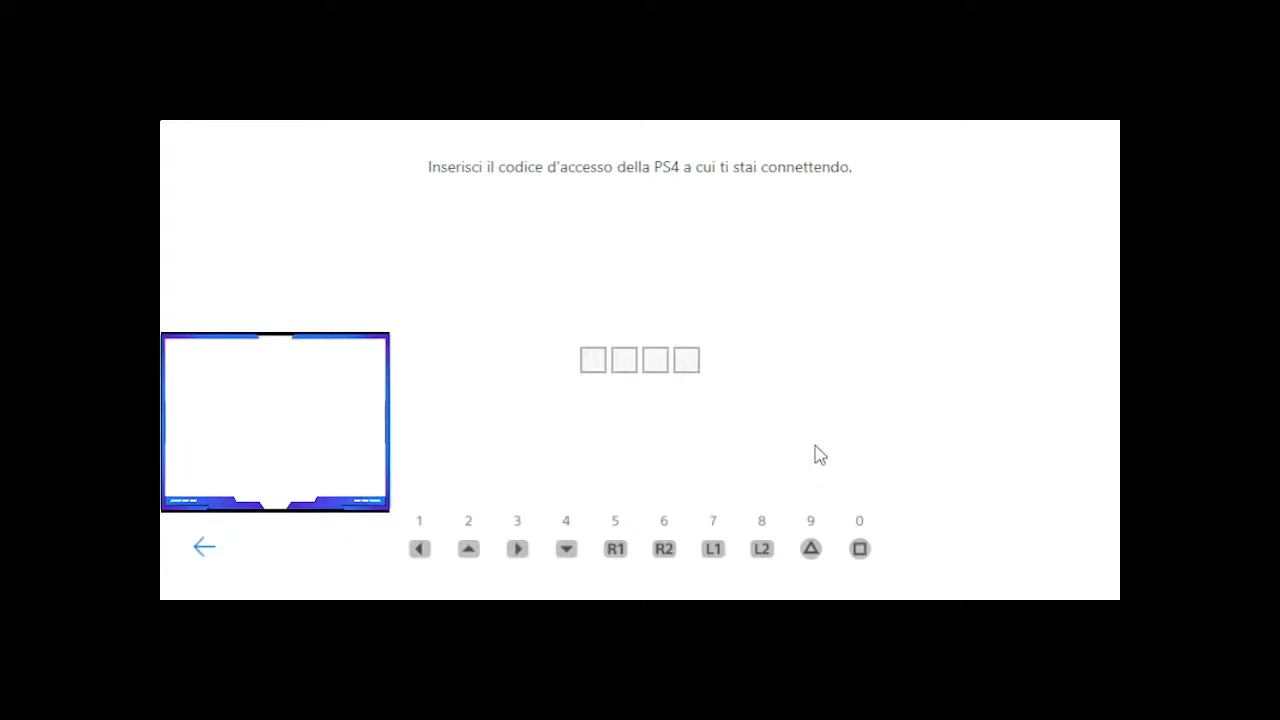 Inserisci il codice d'accesso della PS4 a cui ti stai connettendo.
1 2 3 4 5 6 7 8 9 0
R1 R2 L1 L2